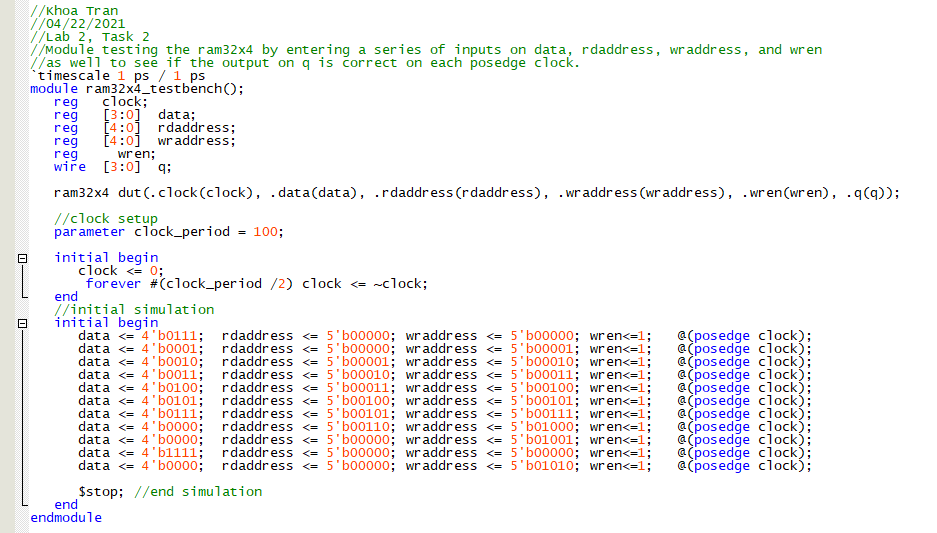 //Khoa Tran
//04/22/2021
//Lab 2, Task 2
//Module testing the ram32x4 by entering a series of inputs on data, rdaddress, wraddress, and wren
//as well to see if the output on q is correct on each posedge clock.
`timescale 1 ps / 1 ps
module ram32x4_testbench();
reg clock;
reg [3:0] data;
reg [4:0] rdaddress;
reg [4:0] wraddress;
reg wren;
wire [3:0] q;
ram32x4 dut(.clock(clock), .data(data), .rdaddress(rdaddress), .wraddress(wraddress), .wren(wren), .q(q));
//clock setup
parameter clock_period = 100;
initial begin
clock <= 0;
forever #(clock_period /2) clock <= ~clock;
end
//initial simulation
initial begin
data <= 4'b0111; rdaddress <= 5'b00000; wraddress <= 5'b00000; wren<=1; @(posedge clock);
data <= 4'b0001; rdaddress <= 5'b00000; wraddress <= 5'b00001; wren<=1; @(posedge clock);
data <= 4'b0010; rdaddress <= 5'b00001; wraddress <= 5'b00010; wren<=1; @(posedge clock);
data <= 4'b0011; rdaddress <= 5'b00010; wraddress <= 5'b00011; wren<=1; @(posedge clock);
data <= 4'b0100; rdaddress <= 5'b00011; wraddress <= 5'b00100; wren<=1; @(posedge clock);
data <= 4'b0101; rdaddress <= 5'b00100; wraddress <= 5'b00101; wren<=1; @(posedge clock);
data <= 4'b0111; rdaddress <= 5'b00101; wraddress <= 5'b00111; wren<=1; @(posedge clock);
data <= 4'b0000; rdaddress <= 5'b00110; wraddress <= 5'b01000; wren<=1; @(posedge clock);
data <= 4'b0000; rdaddress <= 5'b00000; wraddress <= 5'b01001; wren<=1; @(posedge clock);
data <= 4'b1111; rdaddress <= 5'b00000; wraddress <= 5'b00000; wren<=1; @(posedge clock);
data <= 4'b0000; rdaddress <= 5'b00000; wraddress <= 5'b01010; wren<=1; @(posedge clock);
$stop; //end simulation
end
endmodule